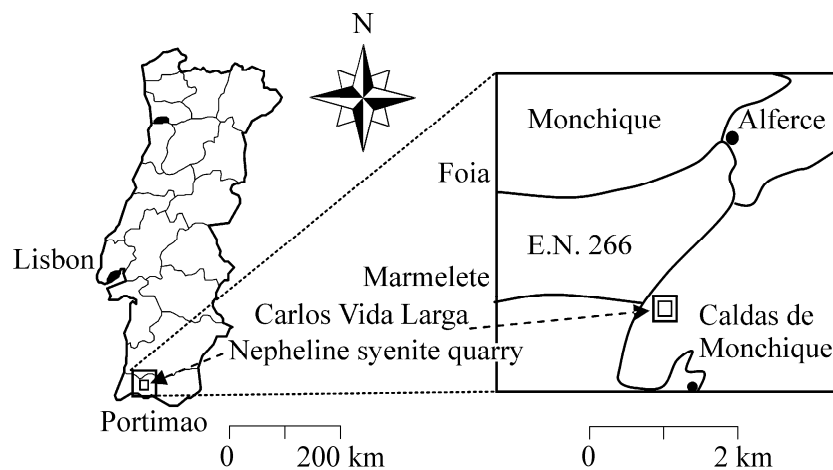 N
Monchique
Alferce
Foia
E.N. 266
Lisbon
Marmelete
Carlos Vida Larga
Nepheline syenite quarry
Caldas de
Monchique
Portimao
0 200 km
0 2 km